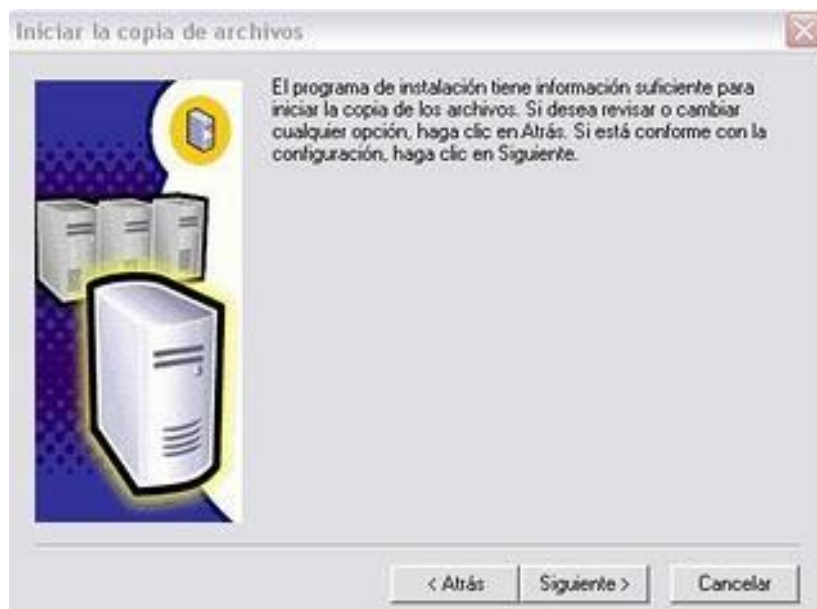 Iniciar la copia de archivos
El programa de instalación tiene información suficiente para
iniciar la copia de los archivos. Si desea revisar o cambiar
cualquier opción, haga clic en Atrás. Si está conforme con la
configuración, haga clic en Siguiente.
< Atrás
Siguiente >
Cancelar